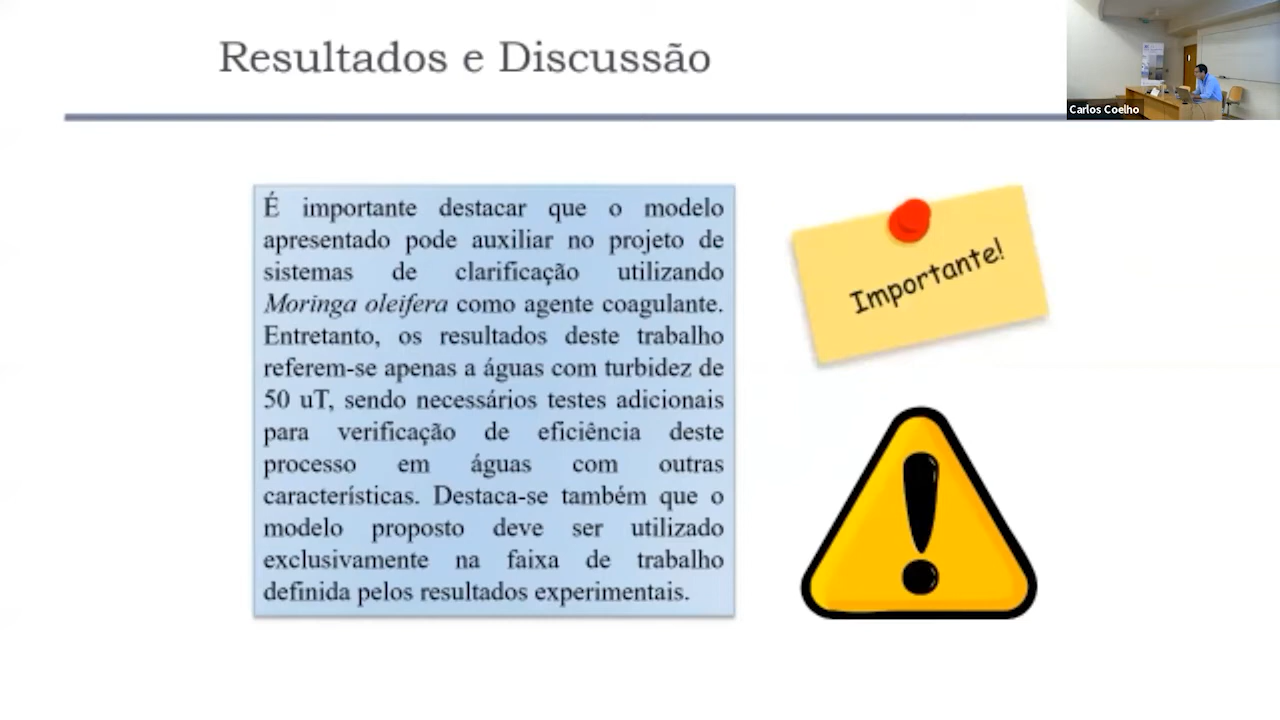 Resultados e Discussão
Carlos Coelho
É importante destacar que o modelo
apresentado pode auxiliar no projeto de
sistemas de clarificação utilizando
Moringa oleifera como agente coagulante.
Entretanto, os resultados deste trabalho
referem-se apenas a águas com turbidez de
50 uT, sendo necessários testes adicionais
para verificação de eficiência deste
processo em águas com outras
características. Destaca-se também que o
modelo proposto deve ser utilizado
exclusivamente na faixa de trabalho
definida pelos resultados experimentais.
Importante!